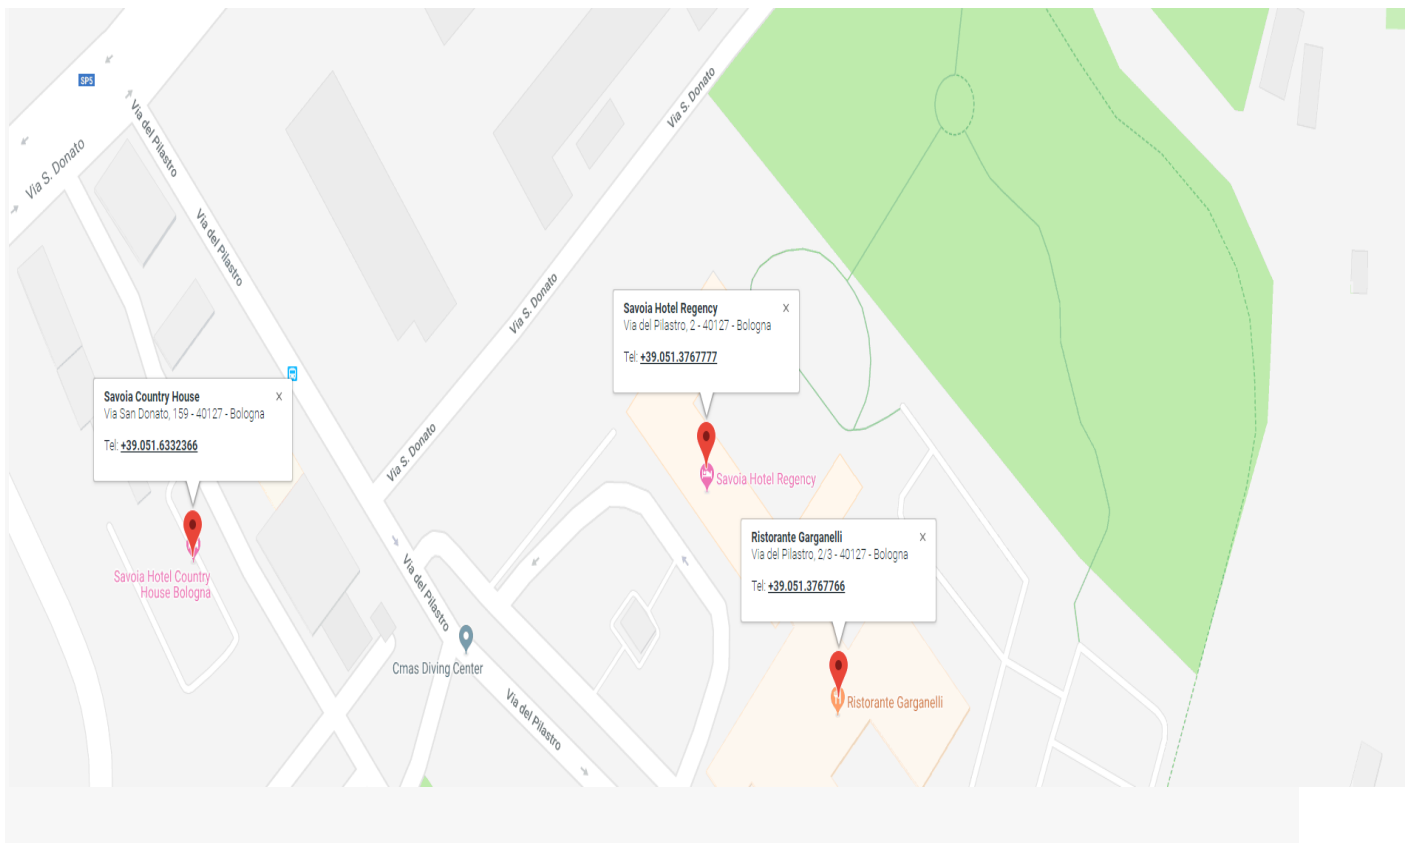 SP5
Via del Pilastro
Via S. Donato
Via S. Donato
Via del Pilastro
Via S. Donato
Savoia Hotel Regency x
Via del Pilastro, 2 - 40127 - Bologna
Tel: +39.051.3767777
Savoia Country House x
Via San Donato, 159 - 40127 - Bologna
Tel: +39.051.6332366
Via S. Donato
Savoia Hotel Regency
Ristorante Garganelli x
Via del Pilastro, 2/3 - 40127 - Bologna
Tel: +39.051.3767766
Savoia Hotel Country
House Bologna
Via del Pilastro
Cmas Diving Center
Via del Pilastro
Ristorante Garganelli